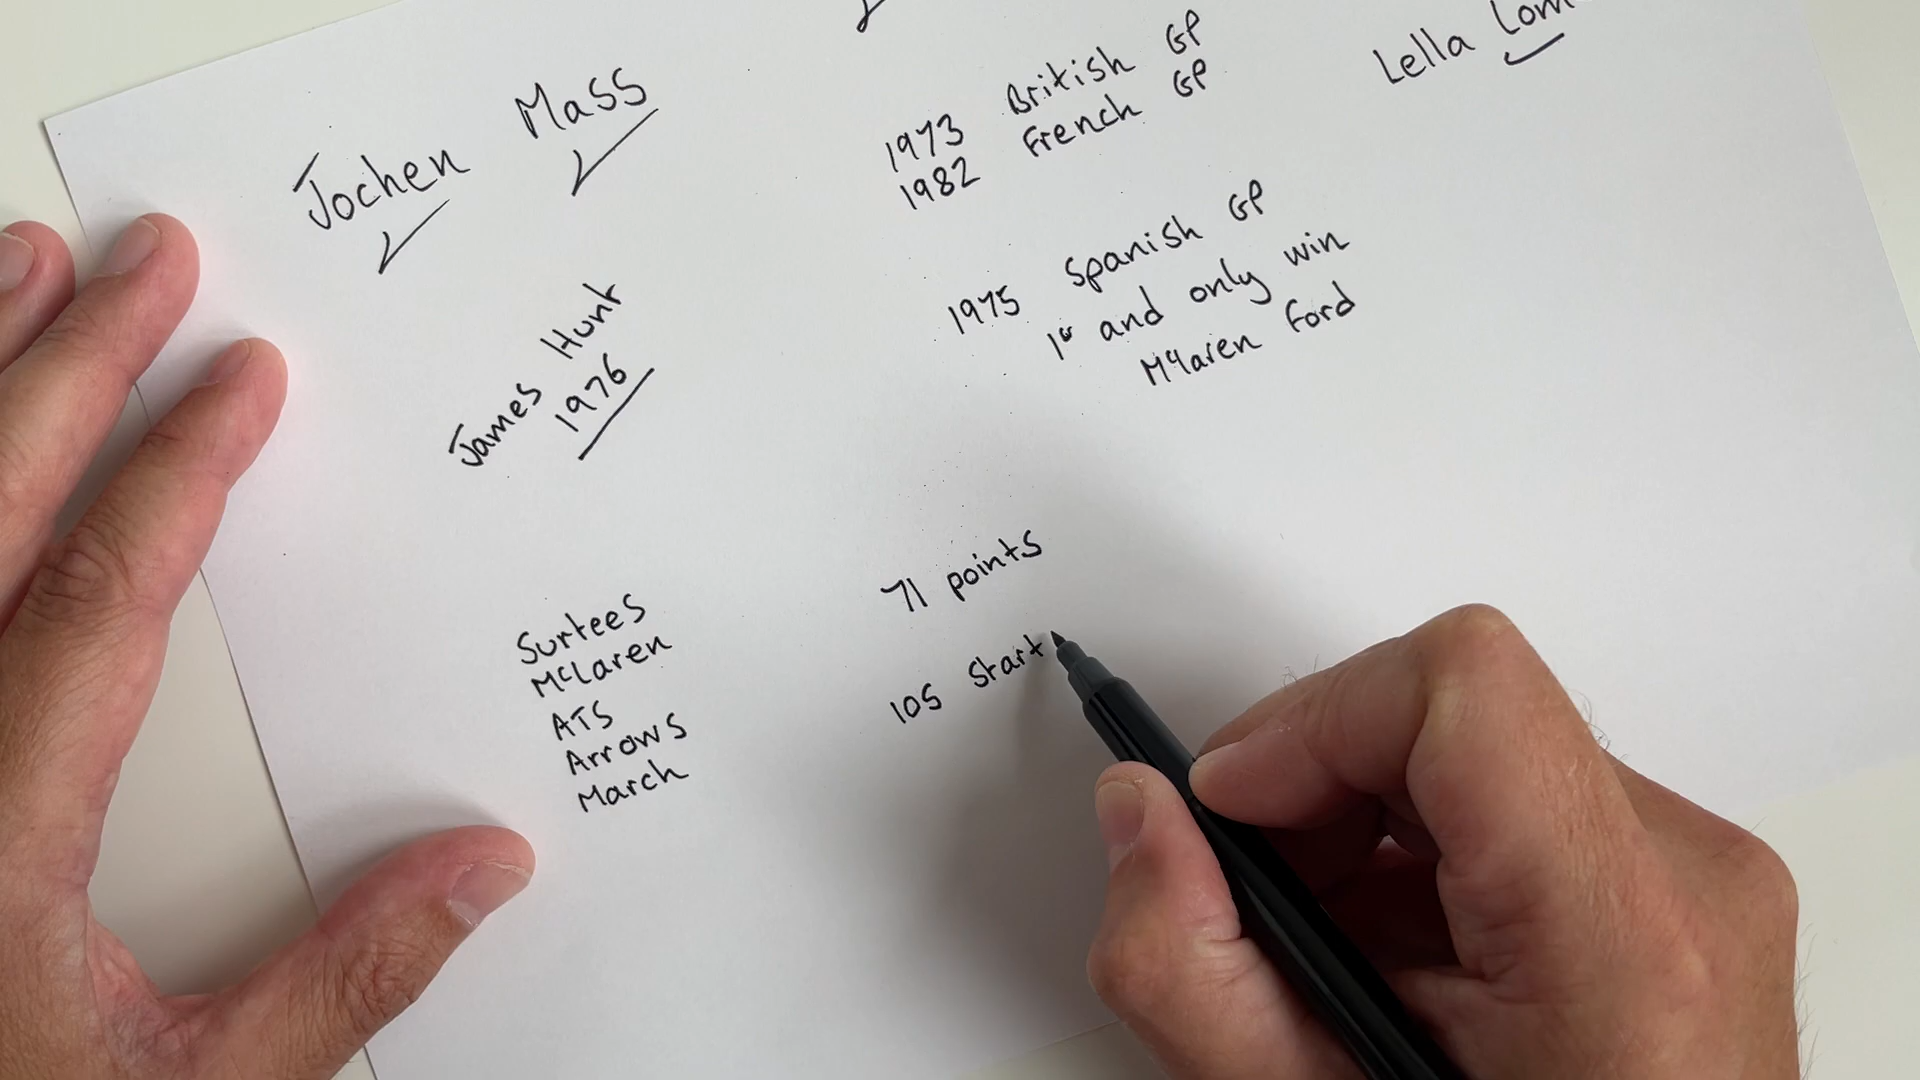 Jochen Mass
1973 British GP
1982 French GP
Lella Lom
James Hunt
1976
1975 Spanish GP
1st and only win
McLaren Ford
Surtees
McLaren
ATS
Arrows
March
71 points
105 Start